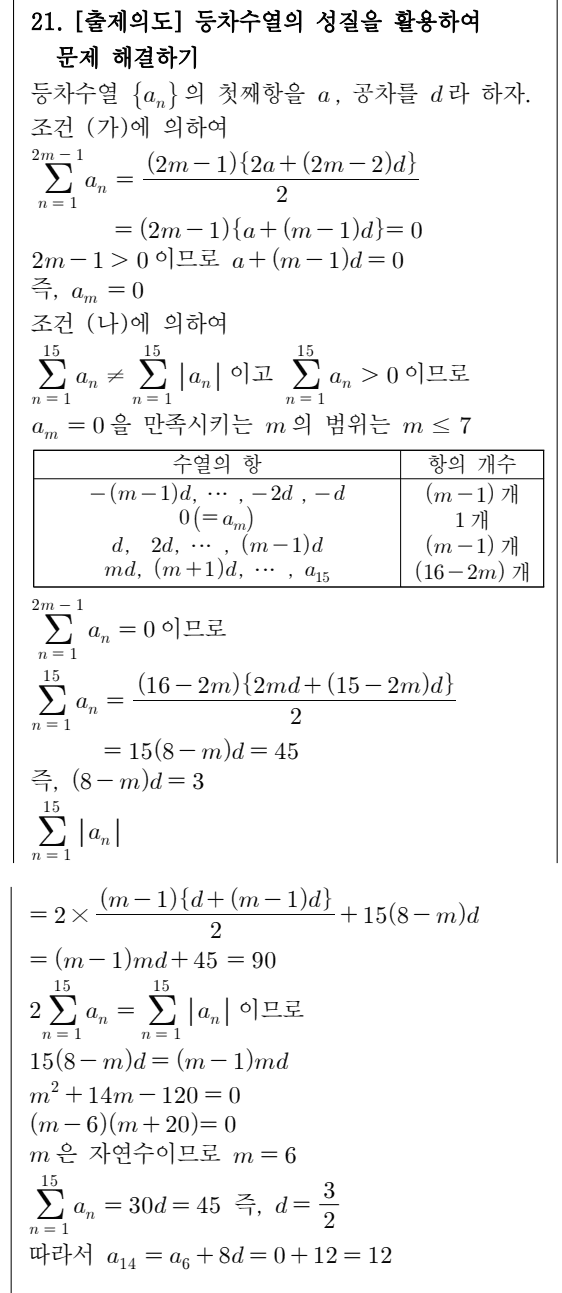 21. [출제의도] 등차수열의 성질을 활용하여
문제 해결하기
등차수열 {aₙ}의 첫째항을 a, 공차를 d라 하자.
조건 (가)에 의하여
∑_{n=1}^{2m-1} aₙ = (2m-1){2a+(2m-2)d}/2
= (2m-1){a+(m-1)d}=0
2m-1 > 0이므로 a+(m-1)d=0
즉, a_m = 0
조건 (나)에 의하여
∑_{n=1}^{15} aₙ ≠ ∑_{n=1}^{15} |aₙ| 이고 ∑_{n=1}^{15} aₙ > 0이므로
a_m = 0을 만족시키는 m의 범위는 m ≤ 7
수열의 항 항의 개수
-(m-1)d, ⋯, -2d, -d (m-1)개
0(=a_m) 1개
d, 2d, ⋯, (m-1)d (m-1)개
md, (m+1)d, ⋯, a₁₅ (16-2m)개
∑_{n=1}^{2m-1} aₙ = 0이므로
∑_{n=1}^{15} aₙ = (16-2m){2md+(15-2m)d}/2
= 15(8-m)d = 45
즉, (8-m)d = 3
∑_{n=1}^{15} |aₙ|
= 2 × (m-1){d+(m-1)d}/2 + 15(8-m)d
= (m-1)md + 45 = 90
2∑_{n=1}^{15} aₙ = ∑_{n=1}^{15} |aₙ| 이므로
15(8-m)d = (m-1)md
m² + 14m - 120 = 0
(m-6)(m+20)=0
m은 자연수이므로 m = 6
∑_{n=1}^{15} aₙ = 30d = 45 즉, d = 3/2
따라서 a₁₄ = a₆ + 8d = 0 + 12 = 12